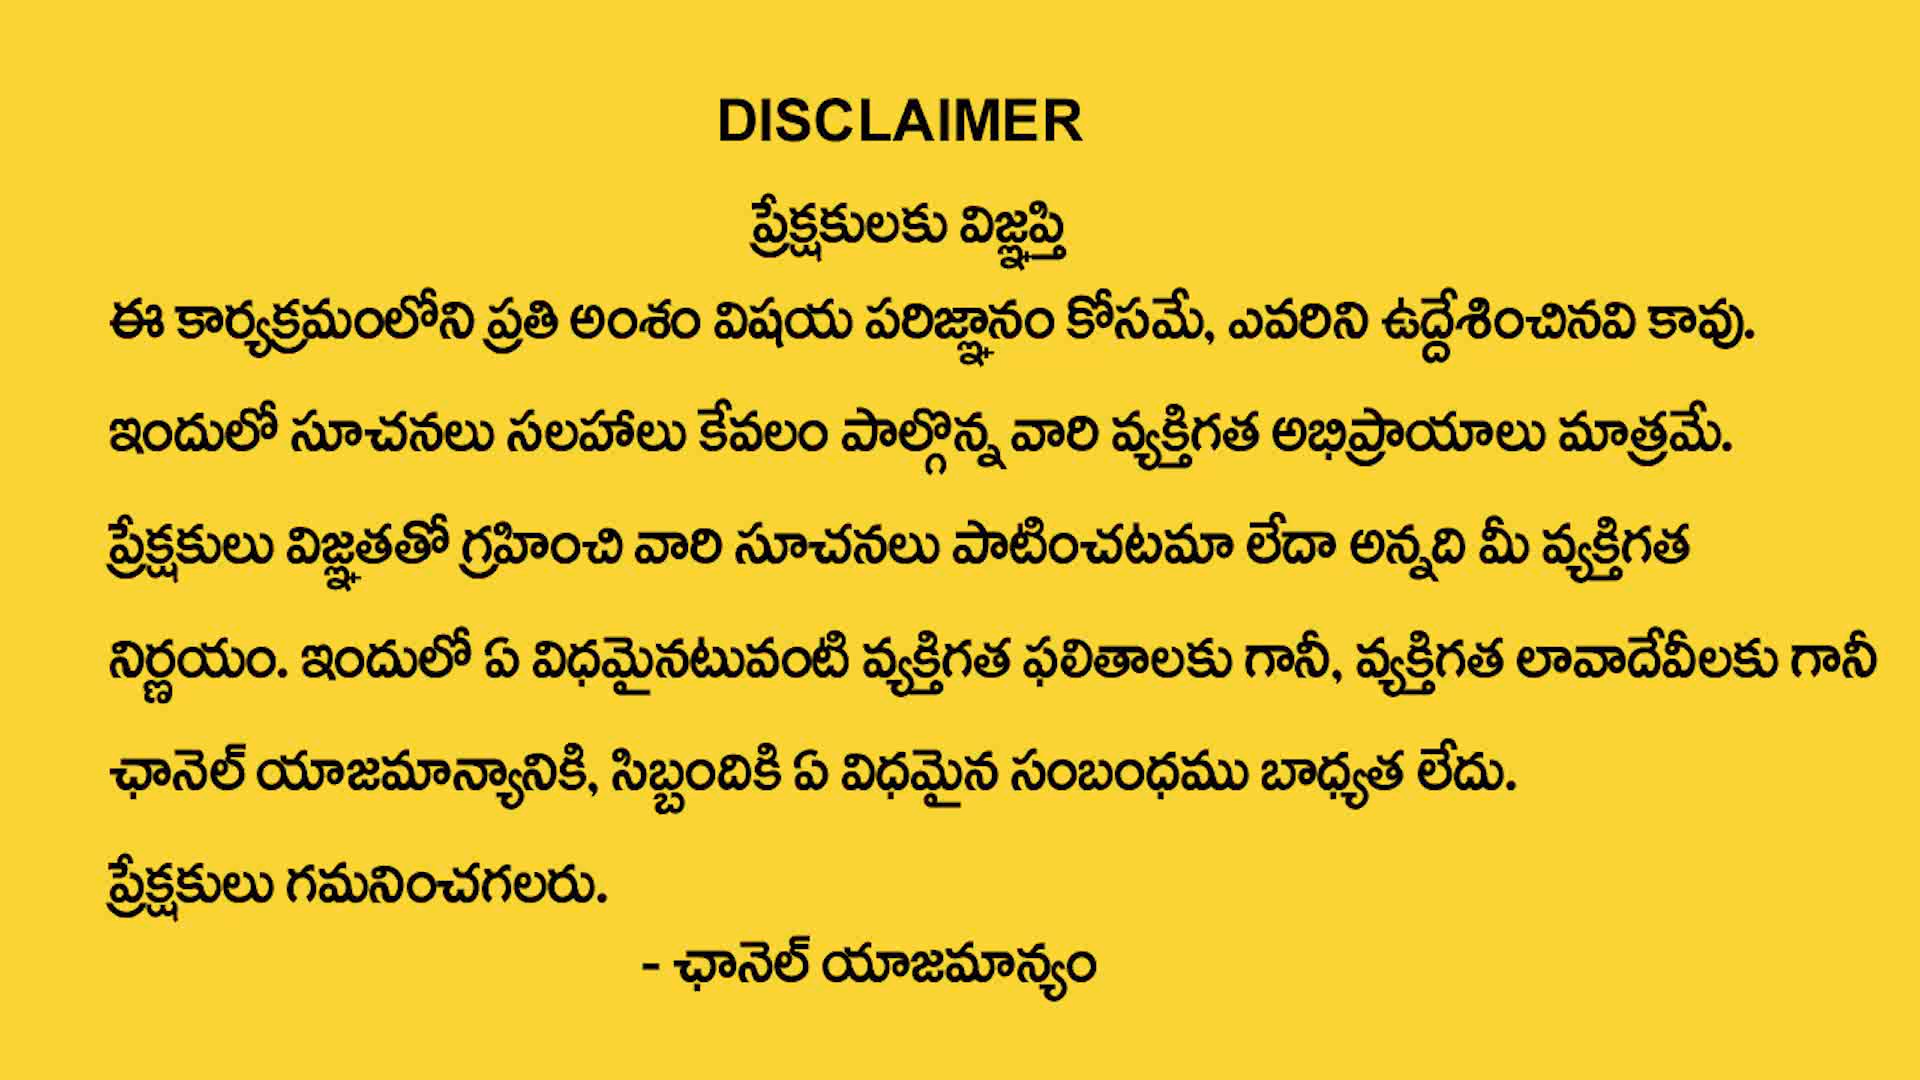 DISCLAIMER
ప్రేక్షకులకు విజ్ఞప్తి
ఈ కార్యక్రమంలోని ప్రతి అంశం విషయ పరిజ్ఞానం కోసమే, ఎవరిని ఉద్దేశించినవి కావు.
ఇందులో సూచనలు సలహాలు కేవలం పాల్గొన్న వారి వ్యక్తిగత అభిప్రాయాలు మాత్రమే.
ప్రేక్షకులు విజ్ఞతతో గ్రహించి వారి సూచనలు పాటించటమా లేదా అన్నది మీ వ్యక్తిగత
నిర్ణయం. ఇందులో ఏ విధమైనటువంటి వ్యక్తిగత ఫలితాలకు గానీ, వ్యక్తిగత లావాదేవీలకు గానీ
ఛానెల్ యాజమాన్యానికి, సిబ్బందికి ఏ విధమైన సంబంధము బాధ్యత లేదు.
ప్రేక్షకులు గమనించగలరు.
- ఛానెల్ యాజమాన్యం